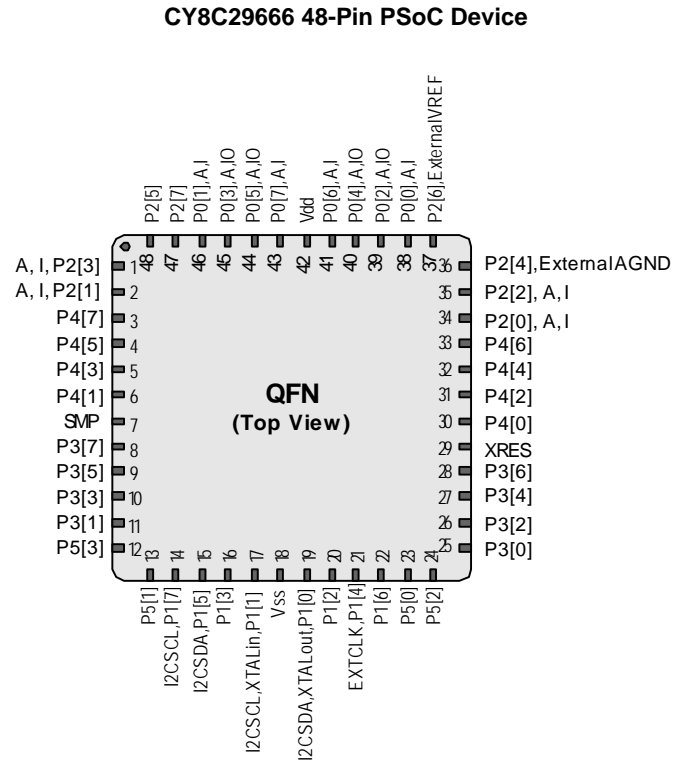 CY8C29666 48-Pin PSoC Device
P2[5]
P2[7]
P0[1], A, I
P0[3], A, IO
P0[5], A, IO
P0[7], A, I
Vdd
P0[6], A, I
P0[4], A, IO
P0[2], A, IO
P0[0], A, I
P2[6], External VREF
48
47
46
45
44
43
42
41
40
39
38
37
A, I, P2[3]
1
A, I, P2[1]
2
P4[7]
3
P4[5]
4
P4[3]
5
P4[1]
6
SMP
7
P3[7]
8
P3[5]
9
P3[3]
10
P3[1]
11
P5[3]
12
QFN
(Top View)
36
P2[4], External AGND
35
P2[2], A, I
34
P2[0], A, I
33
P4[6]
32
P4[4]
31
P4[2]
30
P4[0]
29
XRES
28
P3[6]
27
P3[4]
26
P3[2]
25
P3[0]
13
14
15
16
17
18
19
20
21
22
23
24
P5[1]
I2C SCL, P1[7]
I2C SDA, P1[5]
P1[3]
I2C SCL, XTALin, P1[1]
Vss
I2C SDA, XTALout, P1[0]
P1[2]
EXTCLK, P1[4]
P1[6]
P5[0]
P5[2]